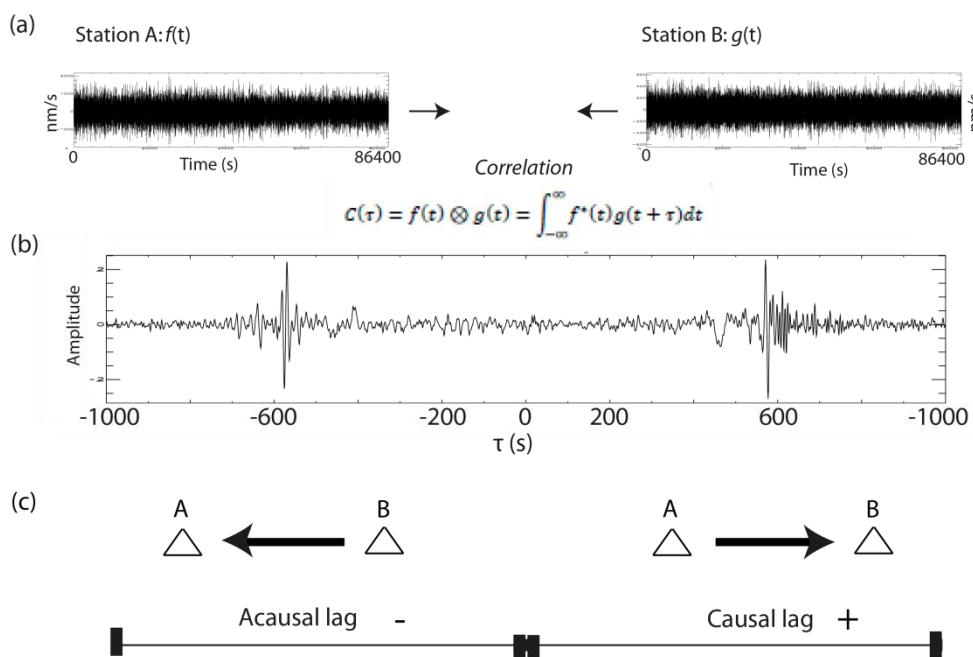 (a)
Station A: f(t)
Station B: g(t)
nm/s
nm/s
0
86400
Time (s)
0
86400
Time (s)
Correlation
C(τ) = f(t) ⊗ g(t) = ∫_{-∞}^{∞} f*(t)g(t + τ)dt
(b)
Amplitude
2
0
-2
-1000 -600 -200 0 200 600 -1000
τ (s)
(c)
A B A B
Acausal lag - Causal lag +